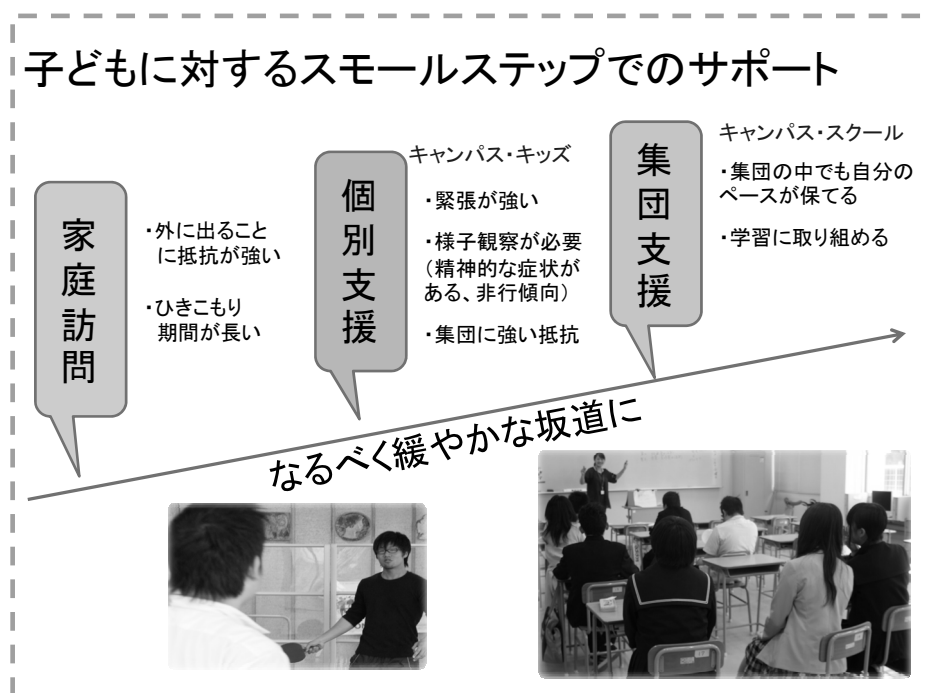 子どもに対するスモールステップでのサポート
家庭訪問
・外に出ること
に抵抗が強い
・ひきこもり
期間が長い
個別支援
キャンパス・キッズ
・緊張が強い
・様子観察が必要
（精神的な症状が
ある、非行傾向）
・集団に強い抵抗
集団支援
キャンパス・スクール
・集団の中でも自分の
ペースが保てる
・学習に取り組める
なるべく緩やかな坂道に